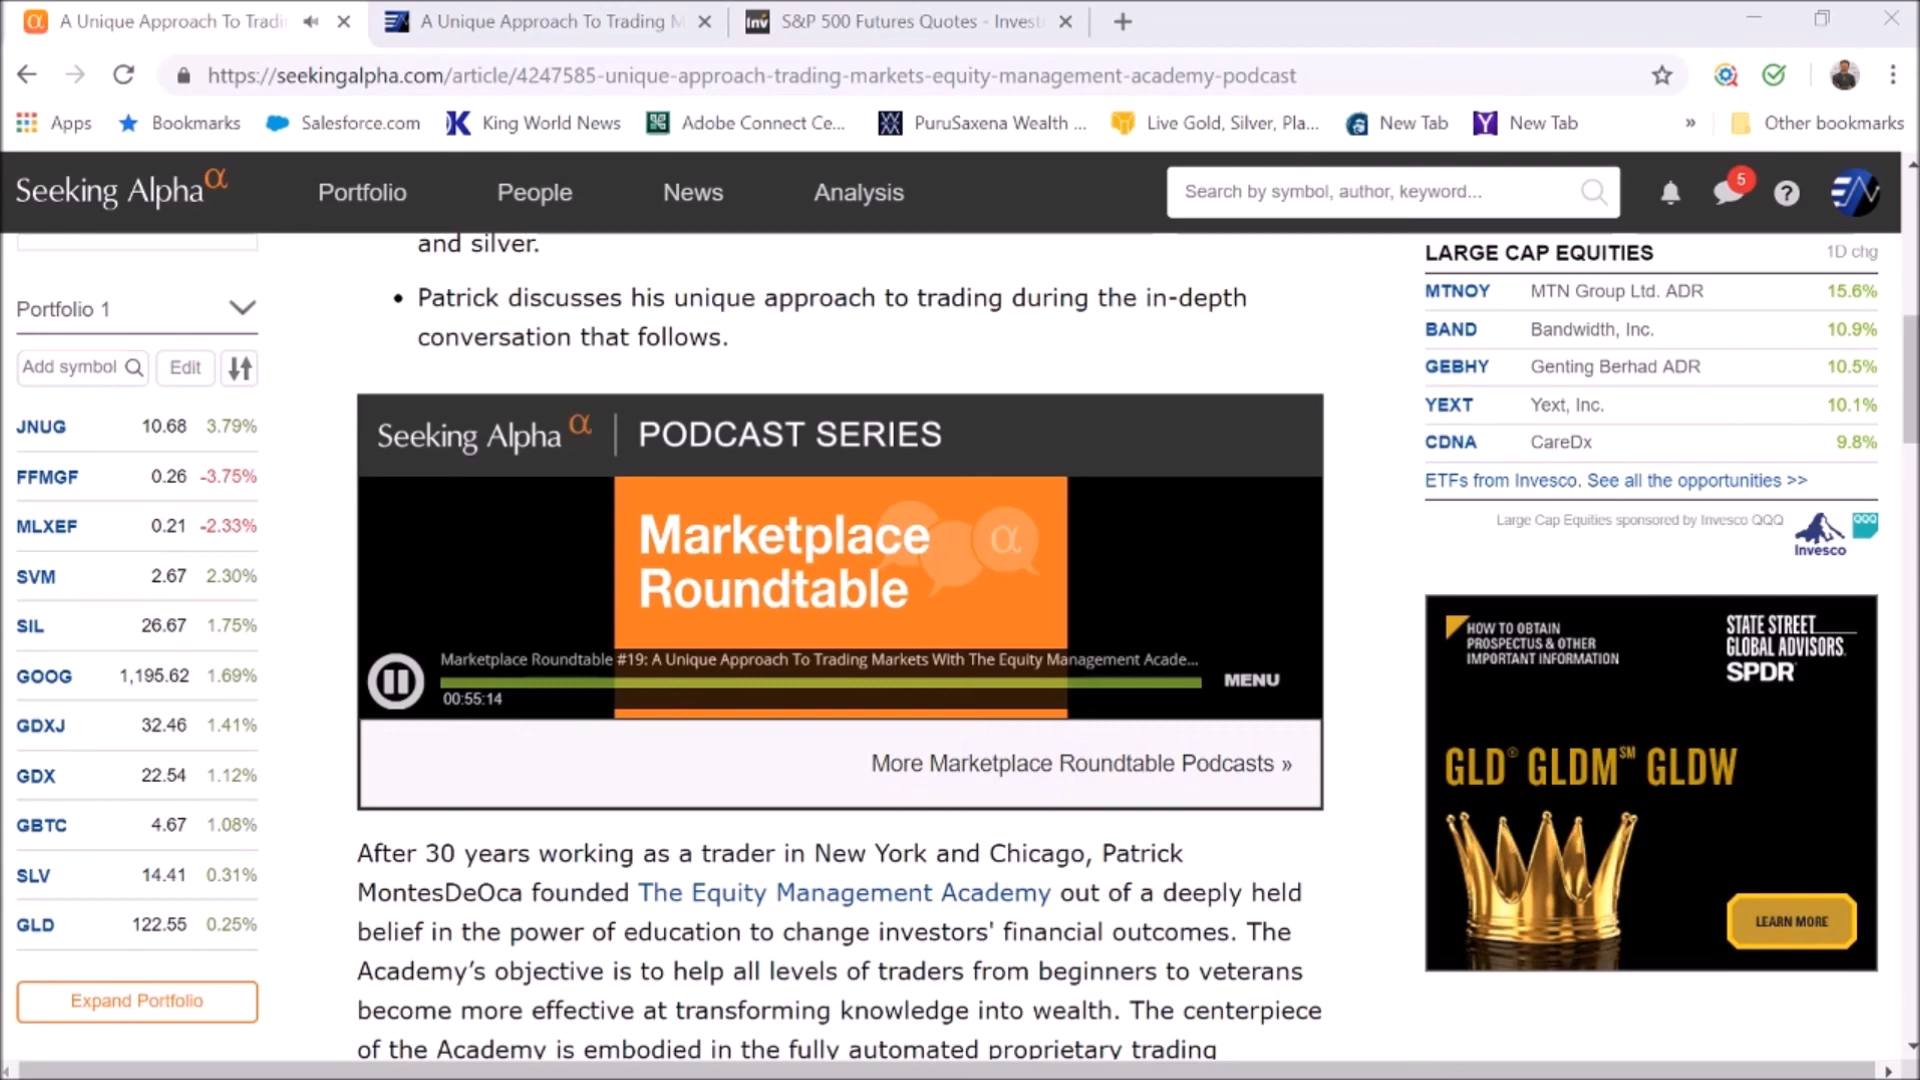 A Unique Approach To Tradi
A Unique Approach To Trading M
Inv S&P 500 Futures Quotes - Invest
https://seekingalpha.com/article/4247585-unique-approach-trading-markets-equity-management-academy-podcast
Apps
Bookmarks
Salesforce.com
King World News
Adobe Connect Ce...
PuruSaxena Wealth ...
Live Gold, Silver, Pla...
New Tab
New Tab
»
Other bookmarks
Seeking Alpha α
Portfolio
People
News
Analysis
Search by symbol, author, keyword...
5
Portfolio 1
Add symbol
Edit
JNUG 10.68 3.79%
FFMGF 0.26 -3.75%
MLXEF 0.21 -2.33%
SVM 2.67 2.30%
SIL 26.67 1.75%
GOOG 1,195.62 1.69%
GDXJ 32.46 1.41%
GDX 22.54 1.12%
GBTC 4.67 1.08%
SLV 14.41 0.31%
GLD 122.55 0.25%
Expand Portfolio
and silver.
• Patrick discusses his unique approach to trading during the in-depth
conversation that follows.
Seeking Alpha α | PODCAST SERIES
Marketplace
Roundtable
α
Marketplace Roundtable #19: A Unique Approach To Trading Markets With The Equity Management Acade...
00:55:14
MENU
More Marketplace Roundtable Podcasts »
After 30 years working as a trader in New York and Chicago, Patrick
MontesDeOca founded The Equity Management Academy out of a deeply held
belief in the power of education to change investors' financial outcomes. The
Academy’s objective is to help all levels of traders from beginners to veterans
become more effective at transforming knowledge into wealth. The centerpiece
of the Academy is embodied in the fully automated proprietary trading
LARGE CAP EQUITIES 1D chg
MTNOY MTN Group Ltd. ADR 15.6%
BAND Bandwidth, Inc. 10.9%
GEBHY Genting Berhad ADR 10.5%
YEXT Yext, Inc. 10.1%
CDNA CareDx 9.8%
ETFs from Invesco. See all the opportunities >>
Large Cap Equities sponsored by Invesco QQQ
Invesco
QQQ
HOW TO OBTAIN
PROSPECTUS & OTHER
IMPORTANT INFORMATION
STATE STREET
GLOBAL ADVISORS
SPDR
GLD® GLDM℠ GLDW
LEARN MORE